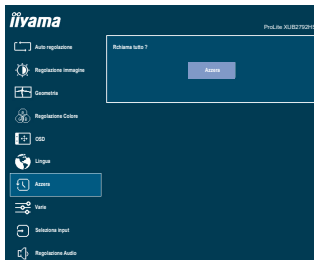 iiyama
ProLite XUB2792HS
Auto regolazione
Richiama tutto ?
Azzera
Regolazione immagine
Geometria
Regolazione Colore
OSD
Lingua
Azzera
Varie
Seleziona input
Regolazione Audio